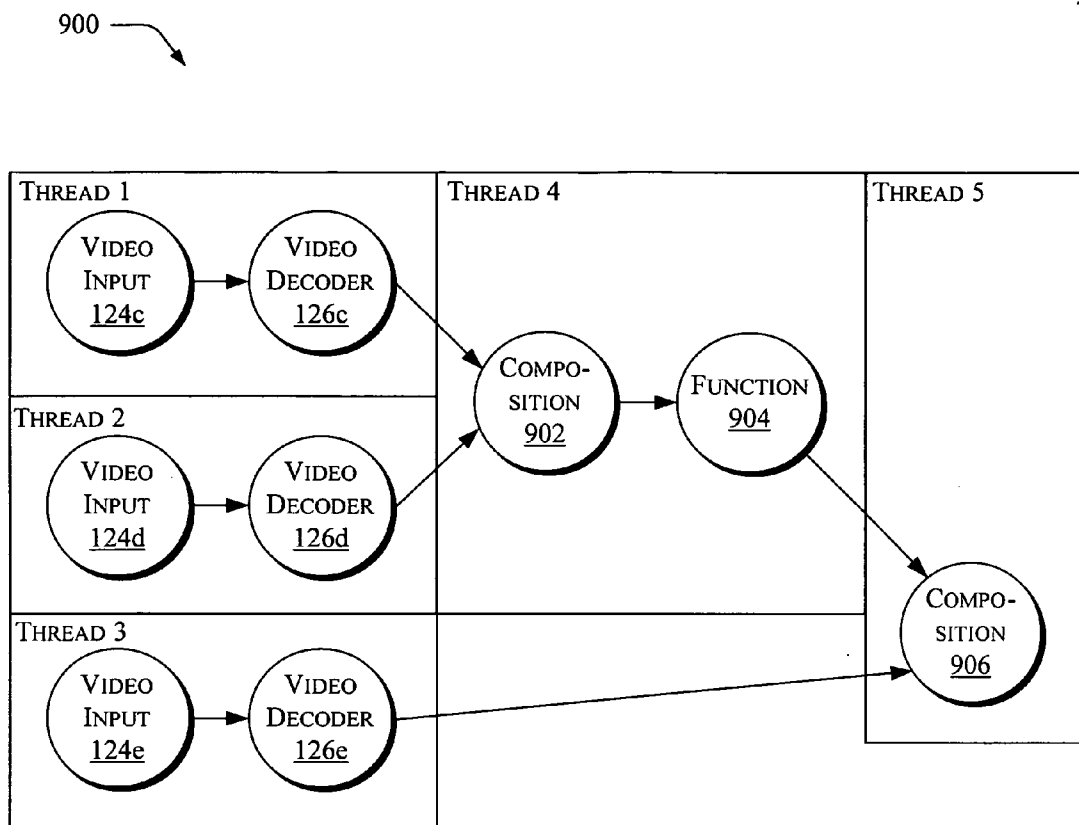 900
THREAD 1
VIDEO
INPUT
124c
VIDEO
DECODER
126c
THREAD 2
VIDEO
INPUT
124d
VIDEO
DECODER
126d
THREAD 3
VIDEO
INPUT
124e
VIDEO
DECODER
126e
THREAD 4
COMPO-
SITION
902
FUNCTION
904
THREAD 5
COMPO-
SITION
906